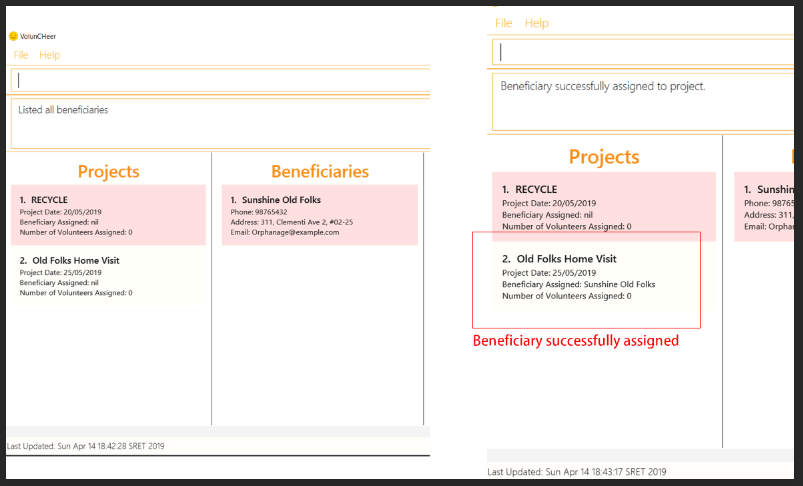 VolunCHeer
File Help
Listed all beneficiaries
Projects
1. RECYCLE
Project Date: 20/05/2019
Beneficiary Assigned: nil
Number of Volunteers Assigned: 0
2. Old Folks Home Visit
Project Date: 25/05/2019
Beneficiary Assigned: nil
Number of Volunteers Assigned: 0
Beneficiaries
1. Sunshine Old Folks
Phone: 98765432
Address: 311, Clementi Ave 2, #02-25
Email: Orphanage@example.com
Last Updated: Sun Apr 14 18:42:28 SRET 2019
File Help
Beneficiary successfully assigned to project.
Projects
1. RECYCLE
Project Date: 20/05/2019
Beneficiary Assigned: nil
Number of Volunteers Assigned: 0
2. Old Folks Home Visit
Project Date: 25/05/2019
Beneficiary Assigned: Sunshine Old Folks
Number of Volunteers Assigned: 0
1. Sunshin
Phone: 9876
Address: 311,
Email: Orphan
Beneficiary successfully assigned
Last Updated: Sun Apr 14 18:43:17 SRET 2019